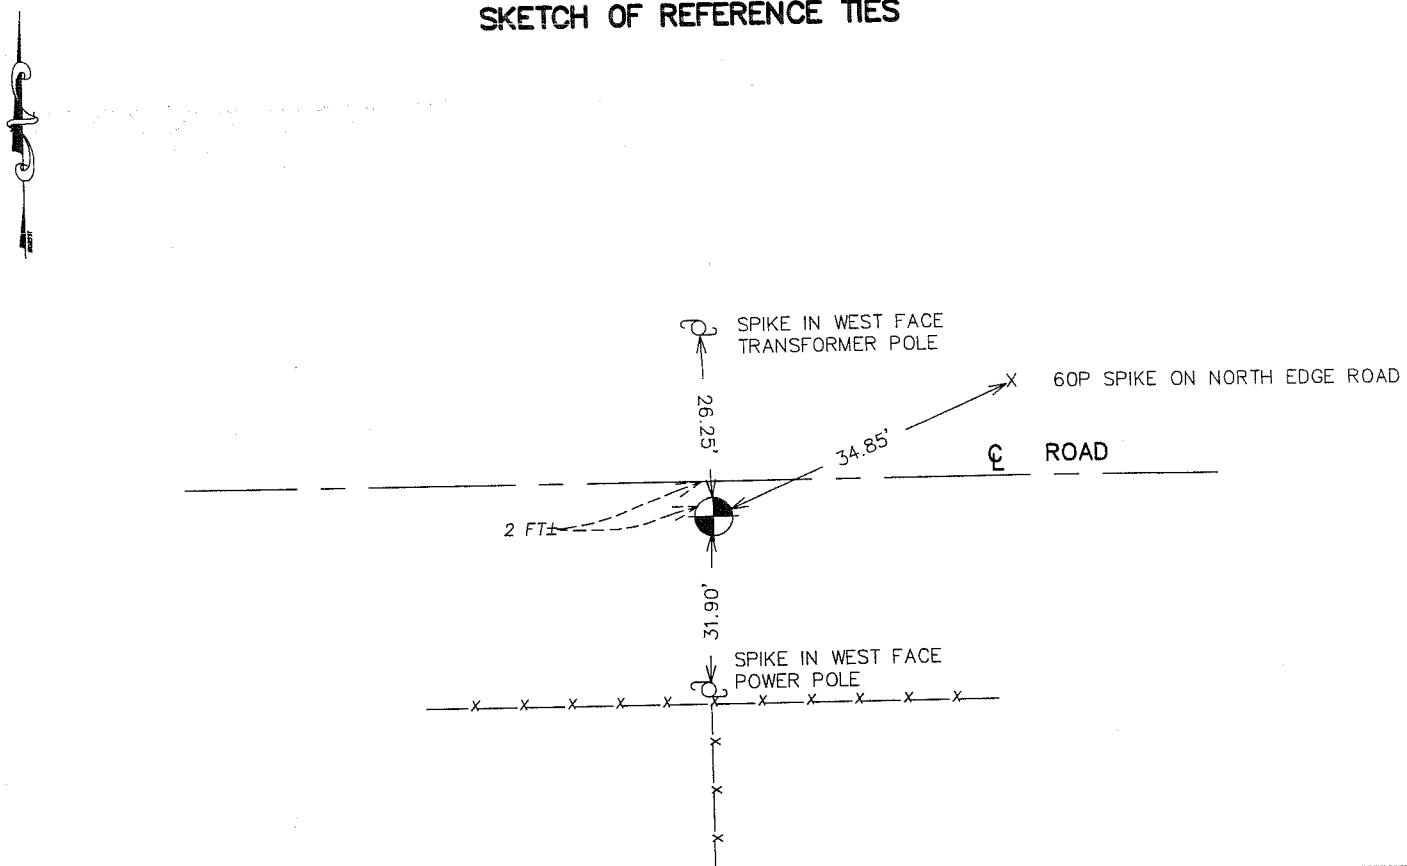 SKETCH OF REFERENCE TIES
SPIKE IN WEST FACE
TRANSFORMER POLE
60P SPIKE ON NORTH EDGE ROAD
26.25'
34.85'
℄ ROAD
2 FT±
31.90'
SPIKE IN WEST FACE
POWER POLE